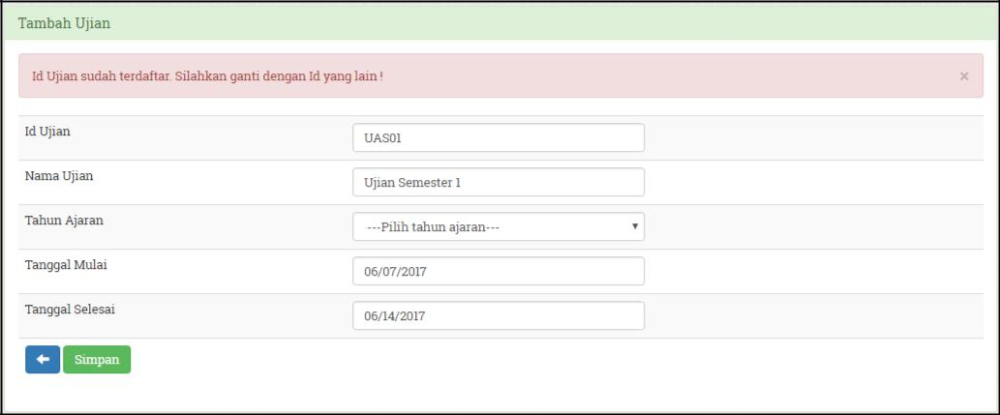 Tambah Ujian
Id Ujian sudah terdaftar. Silahkan ganti dengan Id yang lain !
×
Id Ujian
UAS01
Nama Ujian
Ujian Semester 1
Tahun Ajaran
---Pilih tahun ajaran---
Tanggal Mulai
06/07/2017
Tanggal Selesai
06/14/2017
Simpan